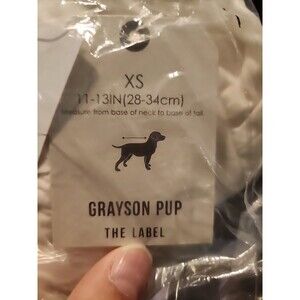 XS
11-13IN(28-34cm)
Measure from base of neck to base of tail
GRAYSON PUP
THE LABEL